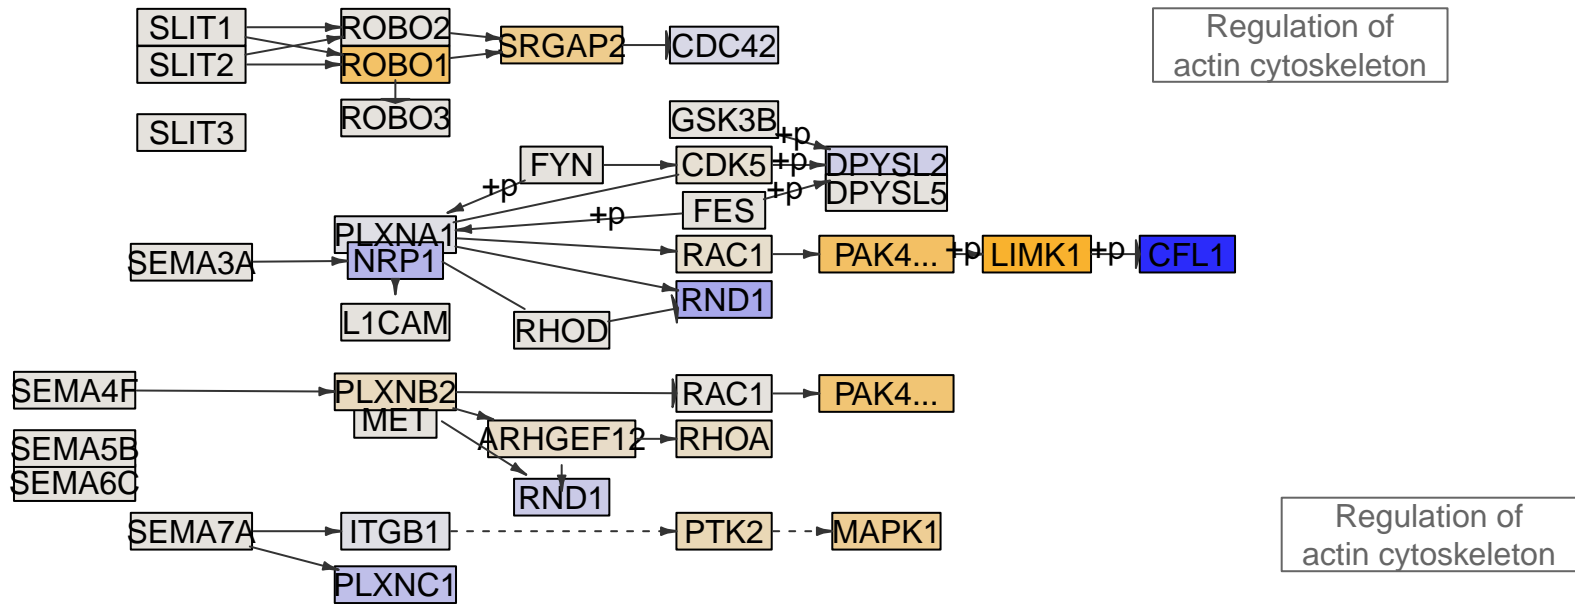 SLIT1
ROBO2
SRGAP2
CDC42
Regulation of
actin cytoskeleton
SLIT2
ROBO1
SLIT3
ROBO3
GSK3B
+p
FYN
CDK5
+p
DPYSL2
+p
FES
+p
DPYSL5
PLXNA1
+p
SEMA3A
NRP1
RAC1
PAK4...
+p
LIMK1
+p
CFL1
RND1
L1CAM
RHOD
SEMA4F
PLXNB2
RAC1
PAK4...
MET
ARHGEF12
RHOA
SEMA5B
SEMA6C
RND1
SEMA7A
ITGB1
PTK2
MAPK1
Regulation of
actin cytoskeleton
PLXNC1